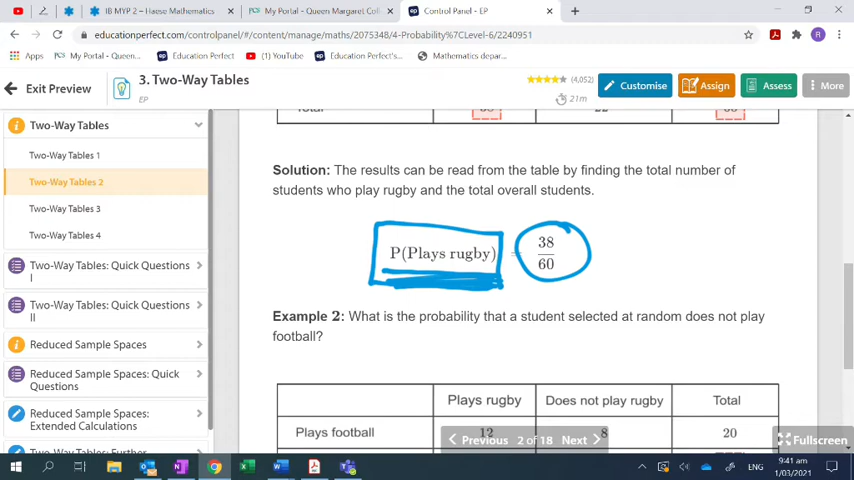 IB MYP 2 – Haese Mathematics
My Portal - Queen Margaret Coll
Control Panel - EP
educationperfect.com/controlpanel/#/content/manage/maths/2075348/4-Probability%7CLevel-6/2240951
Apps
My Portal - Queen...
Education Perfect
(1) YouTube
Education Perfect's...
Mathematics depar...
Exit Preview
3. Two-Way Tables
EP
(4,052)
21m
Customise
Assign
Assess
More
Two-Way Tables
Two-Way Tables 1
Two-Way Tables 2
Two-Way Tables 3
Two-Way Tables 4
Two-Way Tables: Quick Questions
I
Two-Way Tables: Quick Questions
II
Reduced Sample Spaces
Reduced Sample Spaces: Quick
Questions
Reduced Sample Spaces:
Extended Calculations
Two-Way Tables: Further
Total 38 22
Solution: The results can be read from the table by finding the total number of
students who play rugby and the total overall students.
P(Plays rugby) = 38
60
Example 2: What is the probability that a student selected at random does not play
football?
Plays rugby Does not play rugby Total
Plays football 12 8 20
Previous 2 of 18 Next
Fullscreen
ENG
9:41 am
1/03/2021